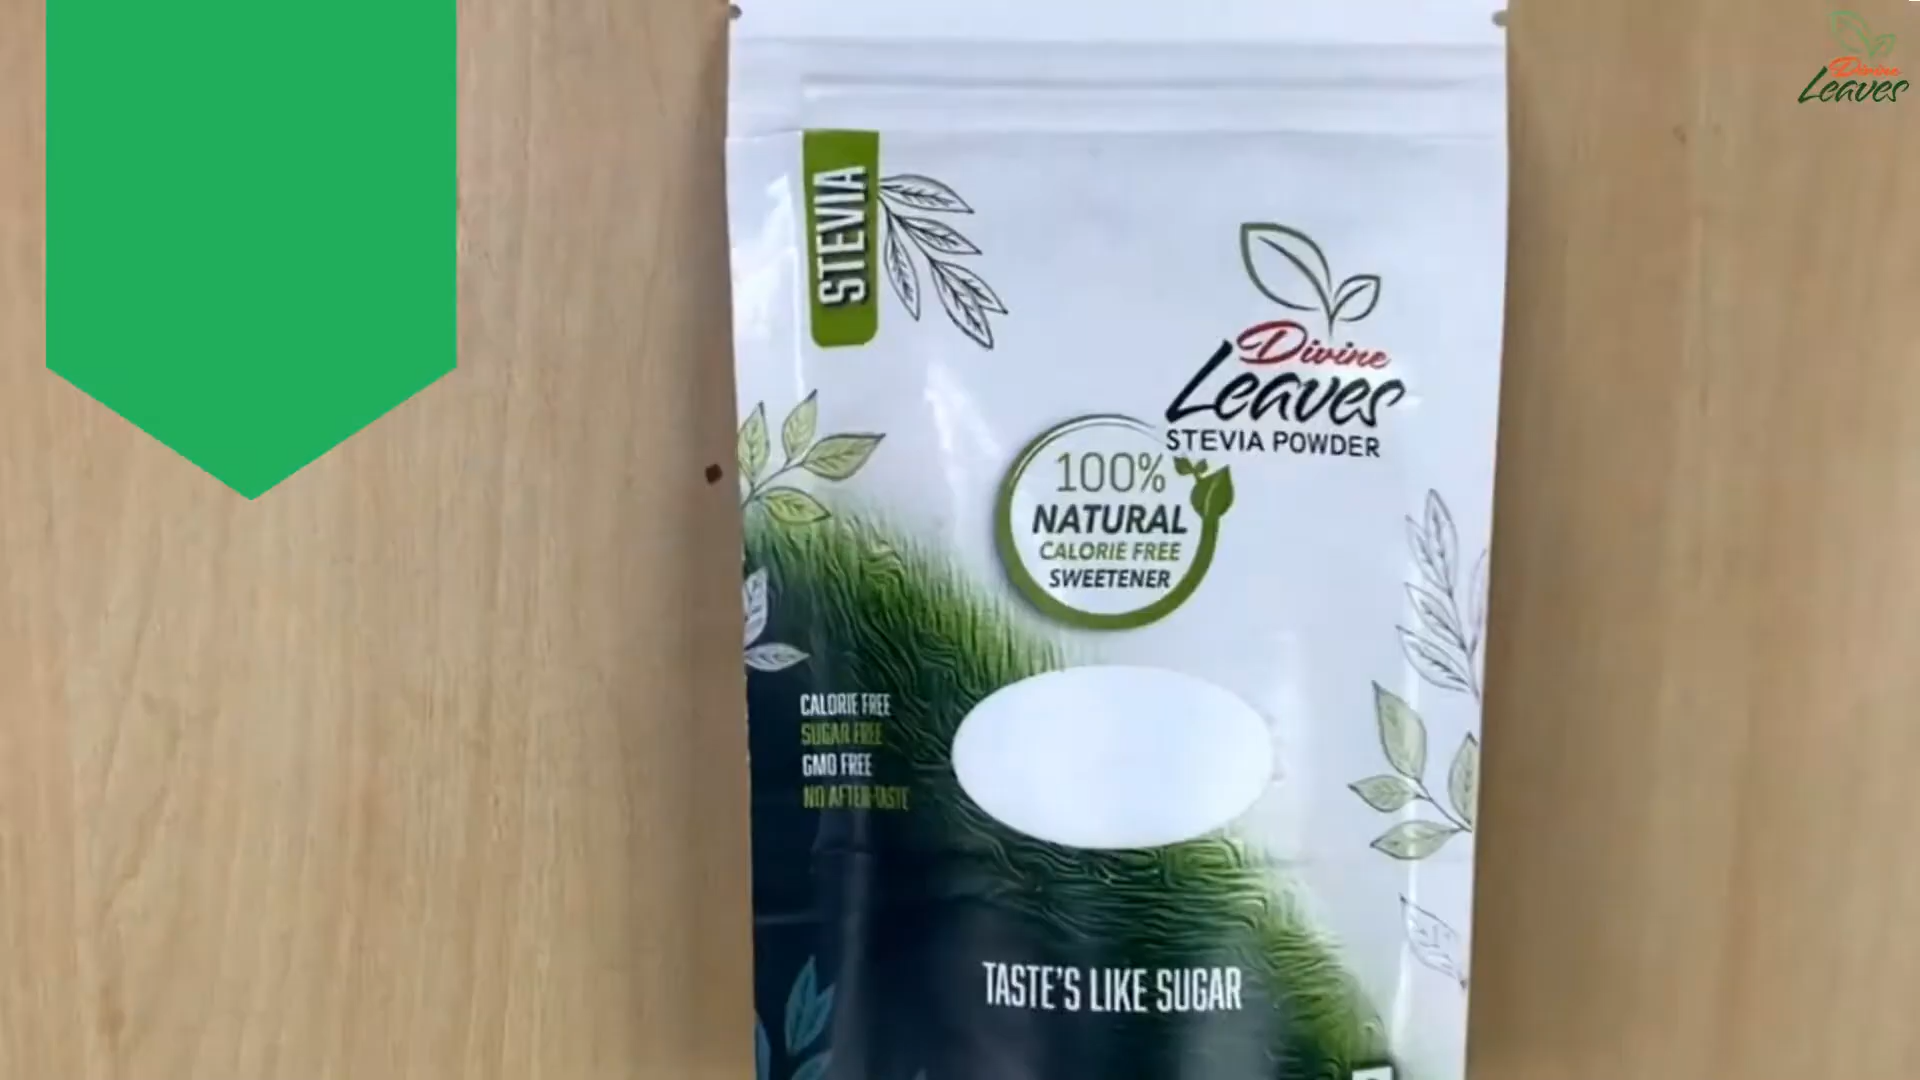 Divine
Leaves
STEVIA
Divine
Leaves
STEVIA POWDER
100%
NATURAL
CALORIE FREE
SWEETENER
CALORIE FREE
SUGAR FREE
GMO FREE
NO AFTER-TASTE
TASTE'S LIKE SUGAR